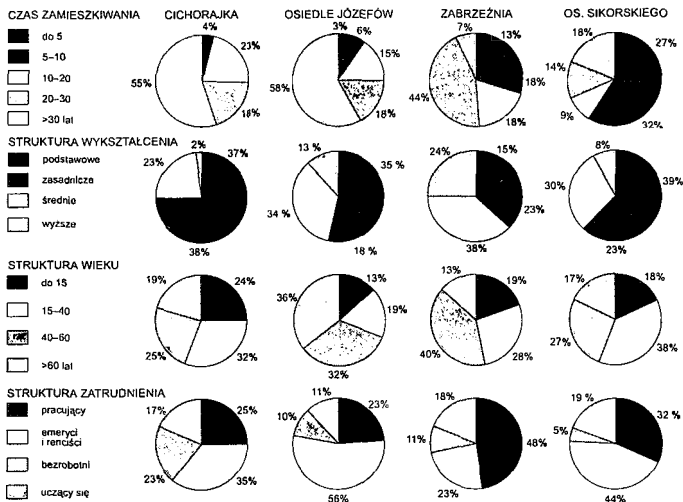 CZAS ZAMIESZKIWANIA CICHORAJKA OSIEDLE JÓZEFÓW ZABRZEŹNIA OŚ. SIKORSKIEGO
do 5
5–10
10–20
20–30
>30 lat
4% 23% 18% 55%
3% 6% 15% 18% 58%
7% 13% 18% 18% 44%
18% 27% 32% 9% 14%
STRUKTURA WYKSZTAŁCENIA
podstawowe
zasadnicze
średnie
wyższe
2% 37% 38% 23%
13 % 35 % 18 % 34 %
24% 15% 23% 38%
8% 39% 23% 30%
STRUKTURA WIEKU
do 15
15–40
40–60
>60 lat
19% 24% 32% 25%
13% 19% 32% 36%
13% 19% 28% 40%
17% 18% 38% 27%
STRUKTURA ZATRUDNIENIA
pracujący
emeryci
i renciści
bezrobotni
uczący się
17% 25% 35% 23%
11% 23% 56% 10%
18% 48% 23% 11%
19 % 32 % 44% 5%